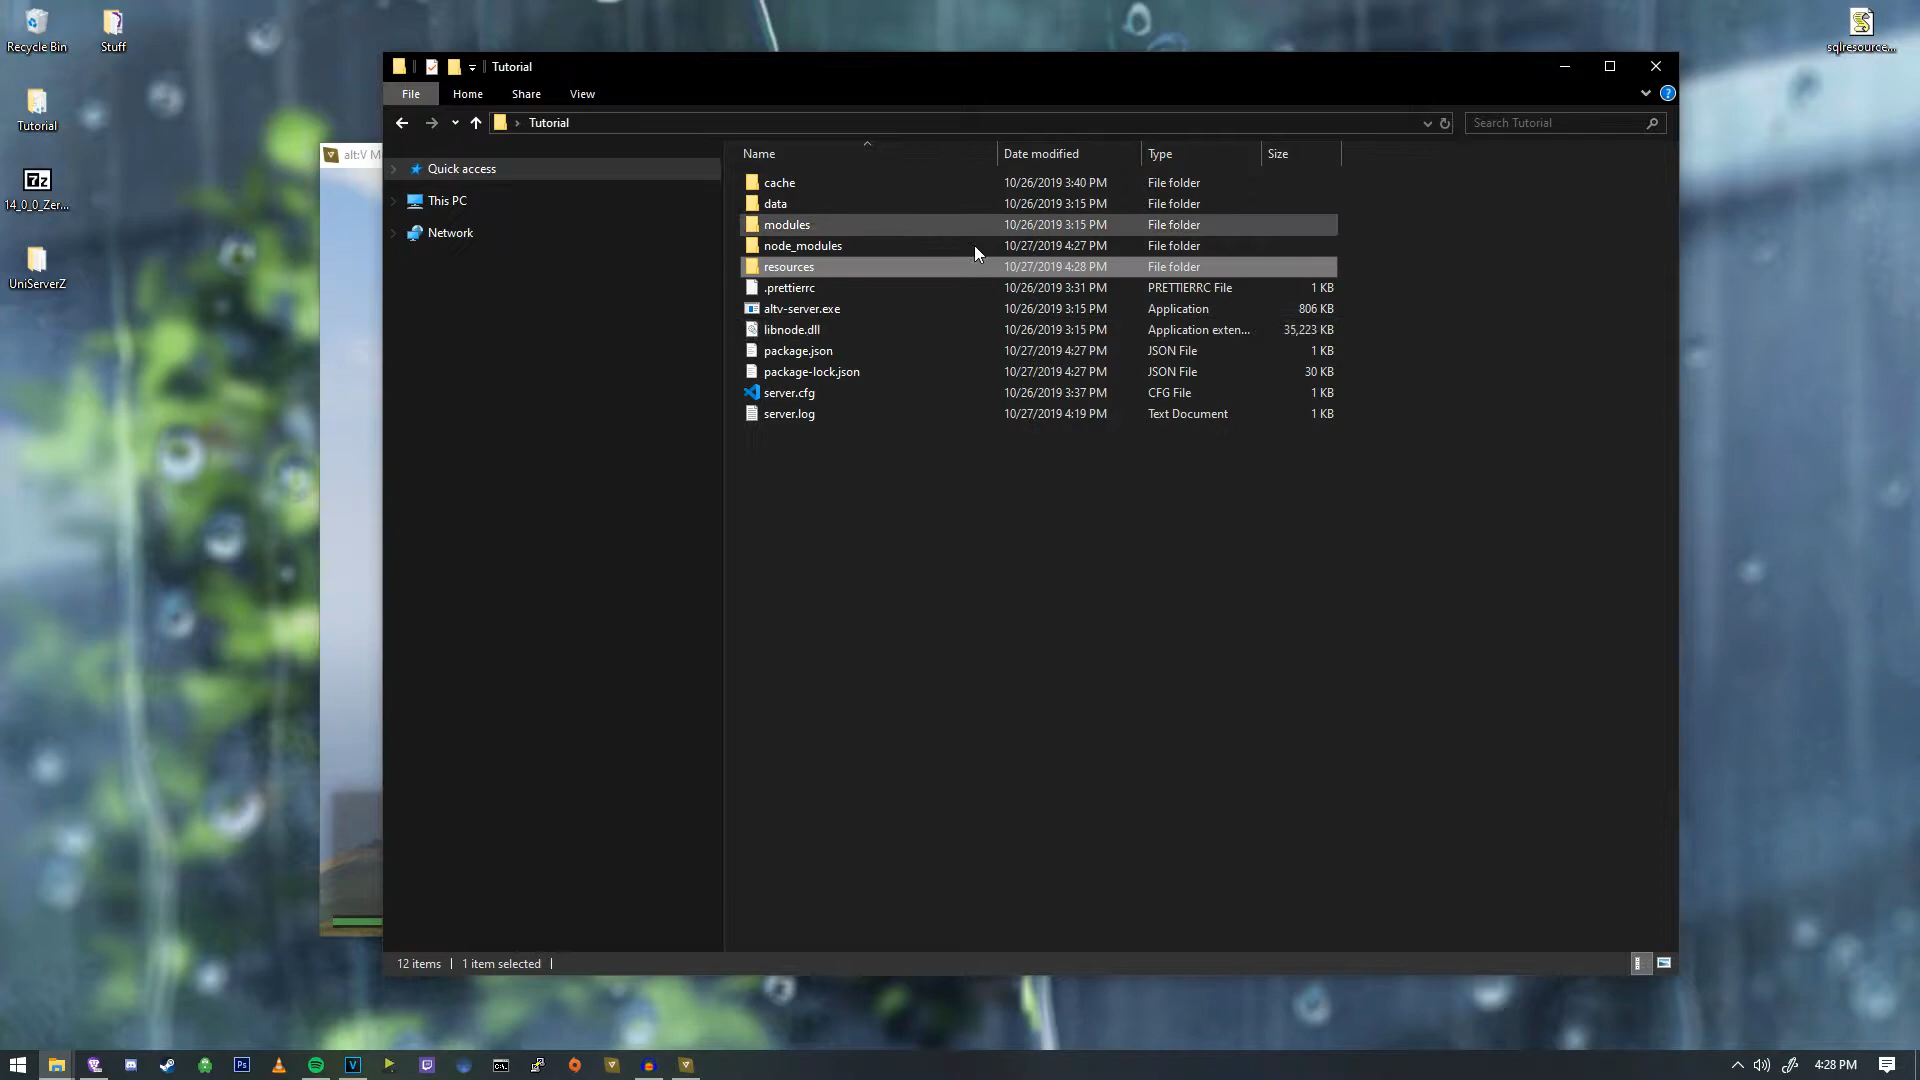 Recycle Bin
Stuff
Tutorial
14_0_0_Zer...
UniServerZ
sqlresource...
alt:V M
Tutorial
File Home Share View
Tutorial
Search Tutorial
Quick access
This PC
Network
Name Date modified Type Size
cache 10/26/2019 3:40 PM File folder
data 10/26/2019 3:15 PM File folder
modules 10/26/2019 3:15 PM File folder
node_modules 10/27/2019 4:27 PM File folder
resources 10/27/2019 4:28 PM File folder
.prettierrc 10/26/2019 3:31 PM PRETTIERRC File 1 KB
altv-server.exe 10/26/2019 3:15 PM Application 806 KB
libnode.dll 10/26/2019 3:15 PM Application exten... 35,223 KB
package.json 10/27/2019 4:27 PM JSON File 1 KB
package-lock.json 10/27/2019 4:27 PM JSON File 30 KB
server.cfg 10/26/2019 3:37 PM CFG File 1 KB
server.log 10/27/2019 4:19 PM Text Document 1 KB
12 items 1 item selected
4:28 PM